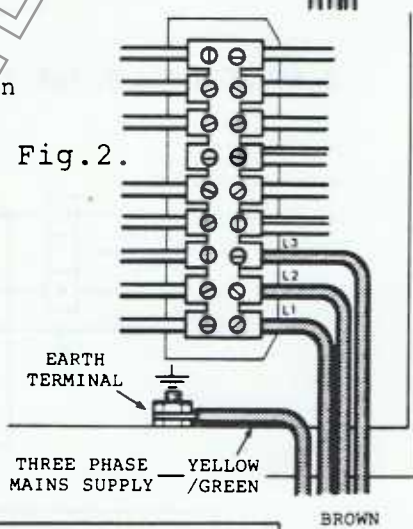 n
Fig.2.
L3
L2
L1
EARTH
TERMINAL
THREE PHASE
MAINS SUPPLY
YELLOW
/GREEN
BROWN